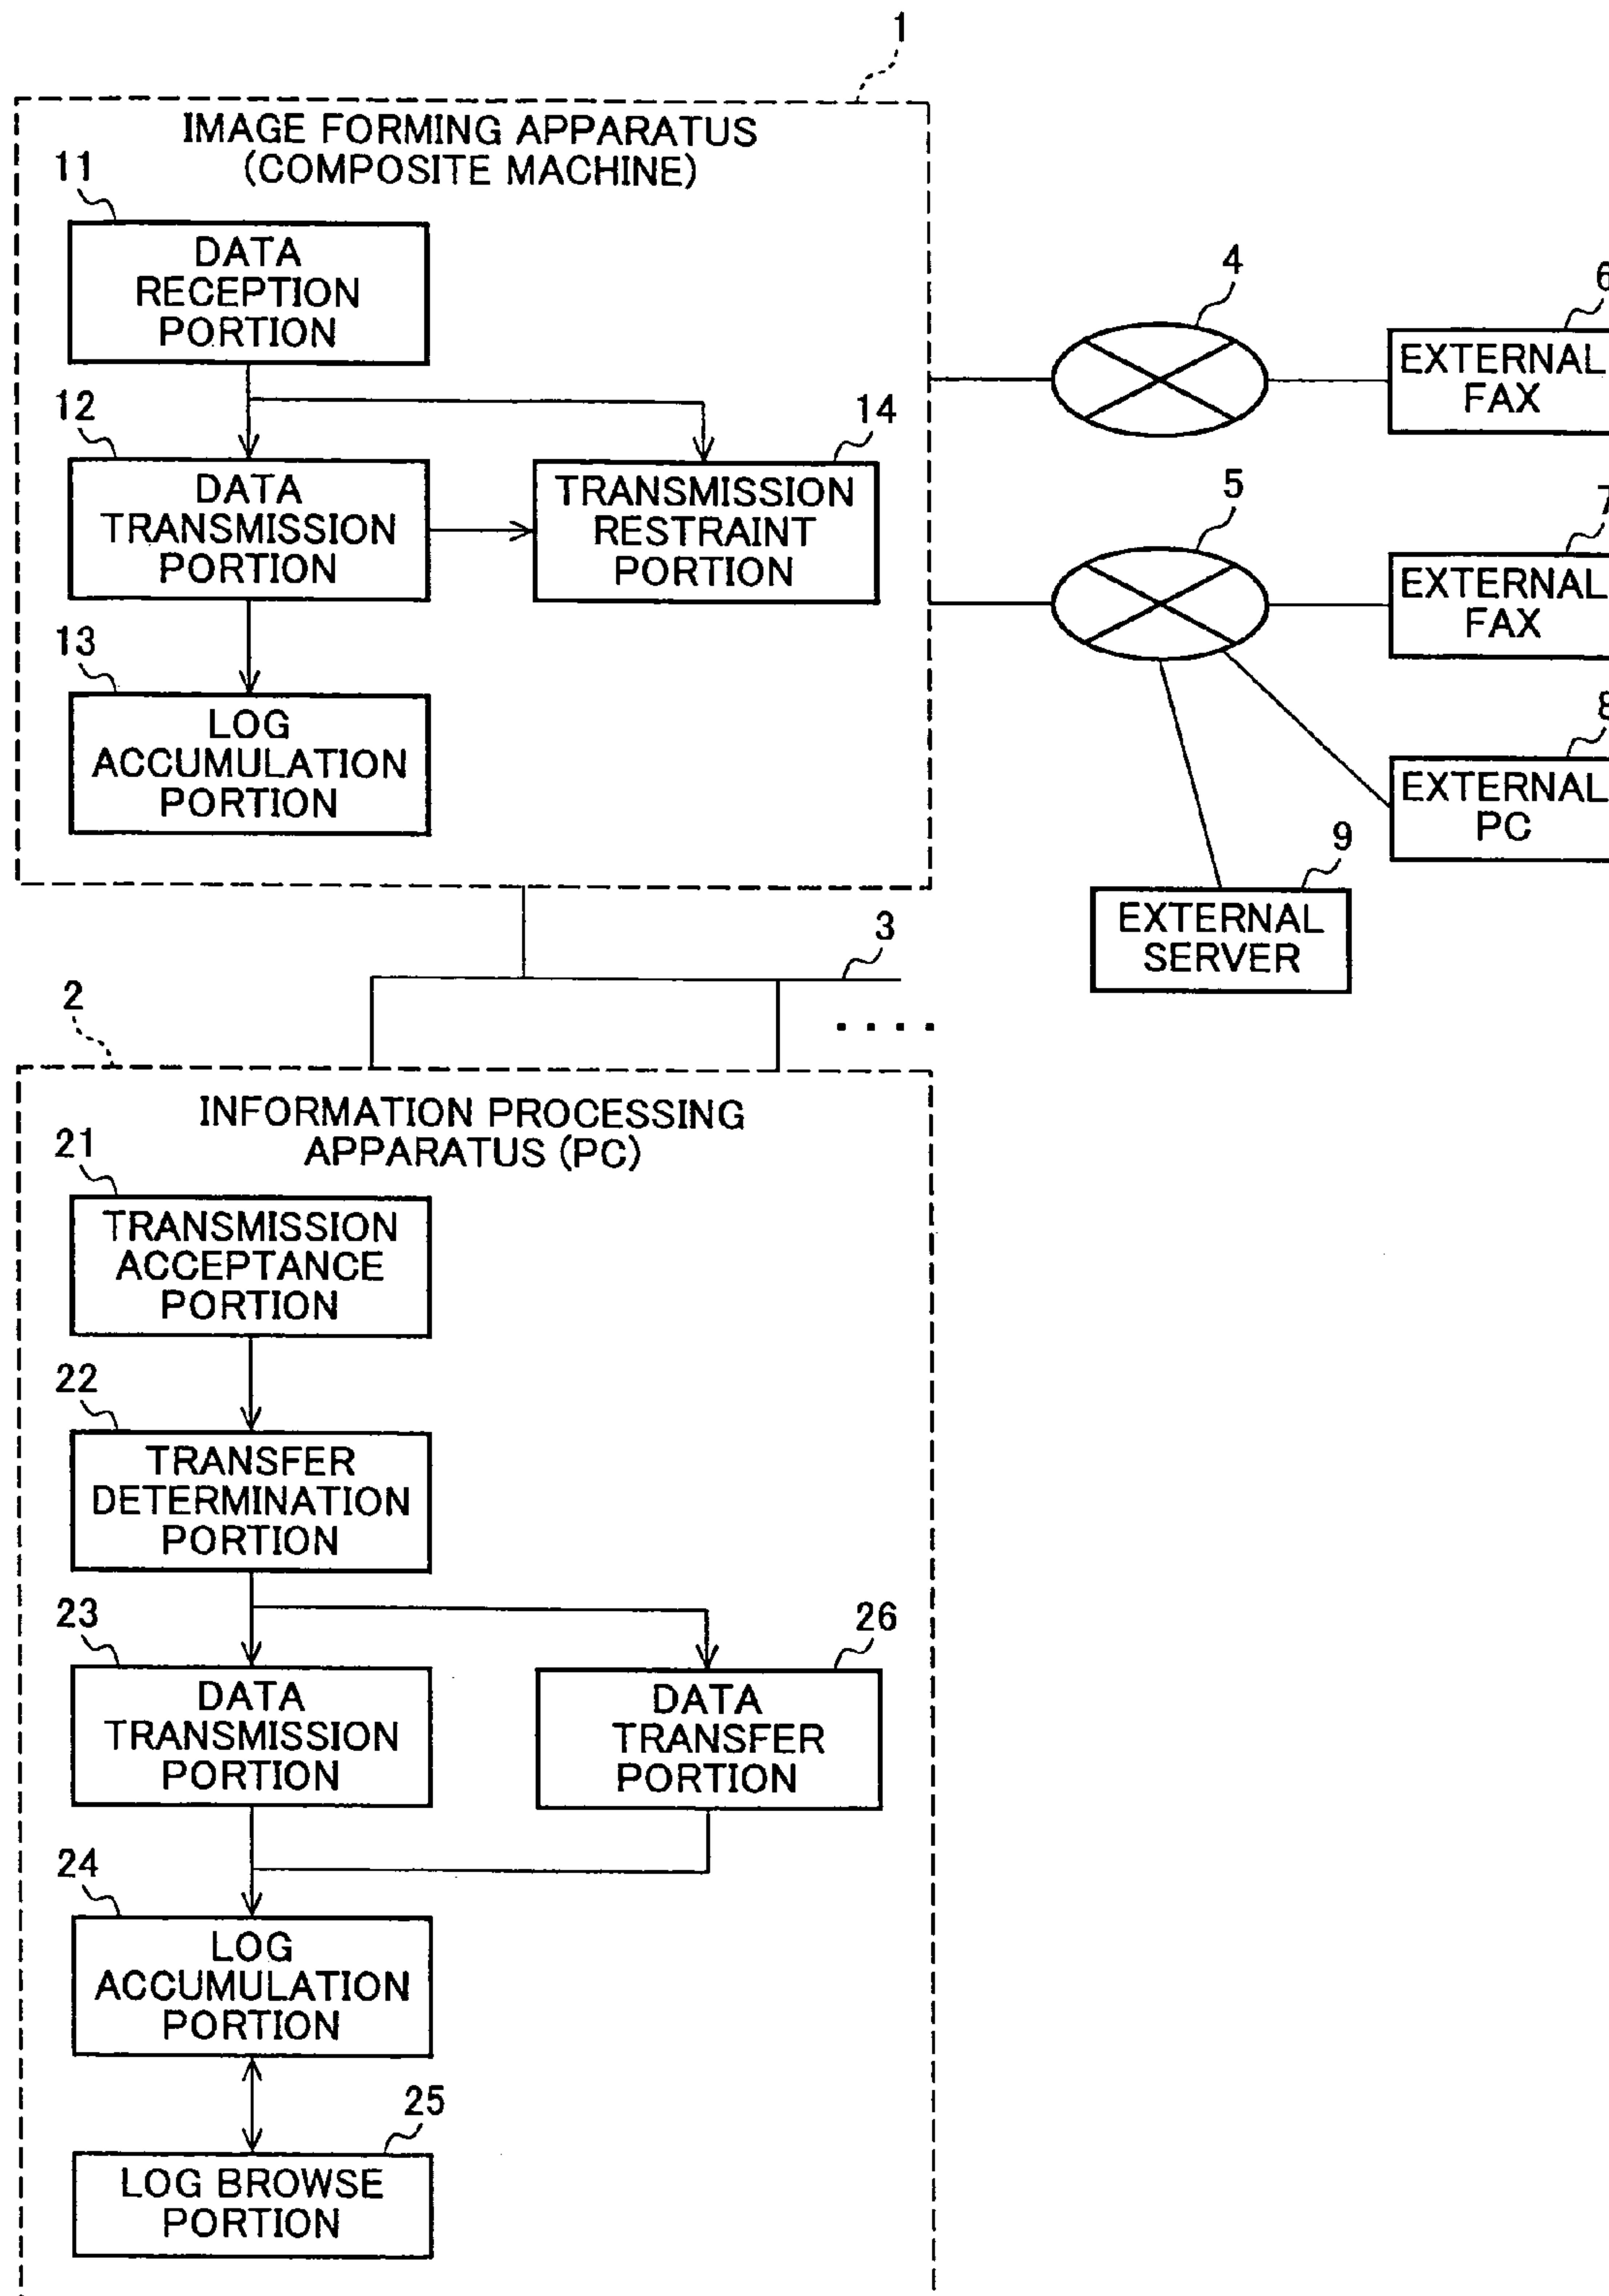 1
IMAGE FORMING APPARATUS
(COMPOSITE MACHINE)
11
DATA
RECEPTION
PORTION
12
DATA
TRANSMISSION
PORTION
14
TRANSMISSION
RESTRAINT
PORTION
13
LOG
ACCUMULATION
PORTION
4
6
EXTERNAL
FAX
5
7
EXTERNAL
FAX
8
EXTERNAL
PC
9
EXTERNAL
SERVER
3
....
2
INFORMATION PROCESSING
APPARATUS (PC)
21
TRANSMISSION
ACCEPTANCE
PORTION
22
TRANSFER
DETERMINATION
PORTION
23
DATA
TRANSMISSION
PORTION
26
DATA
TRANSFER
PORTION
24
LOG
ACCUMULATION
PORTION
25
LOG BROWSE
PORTION